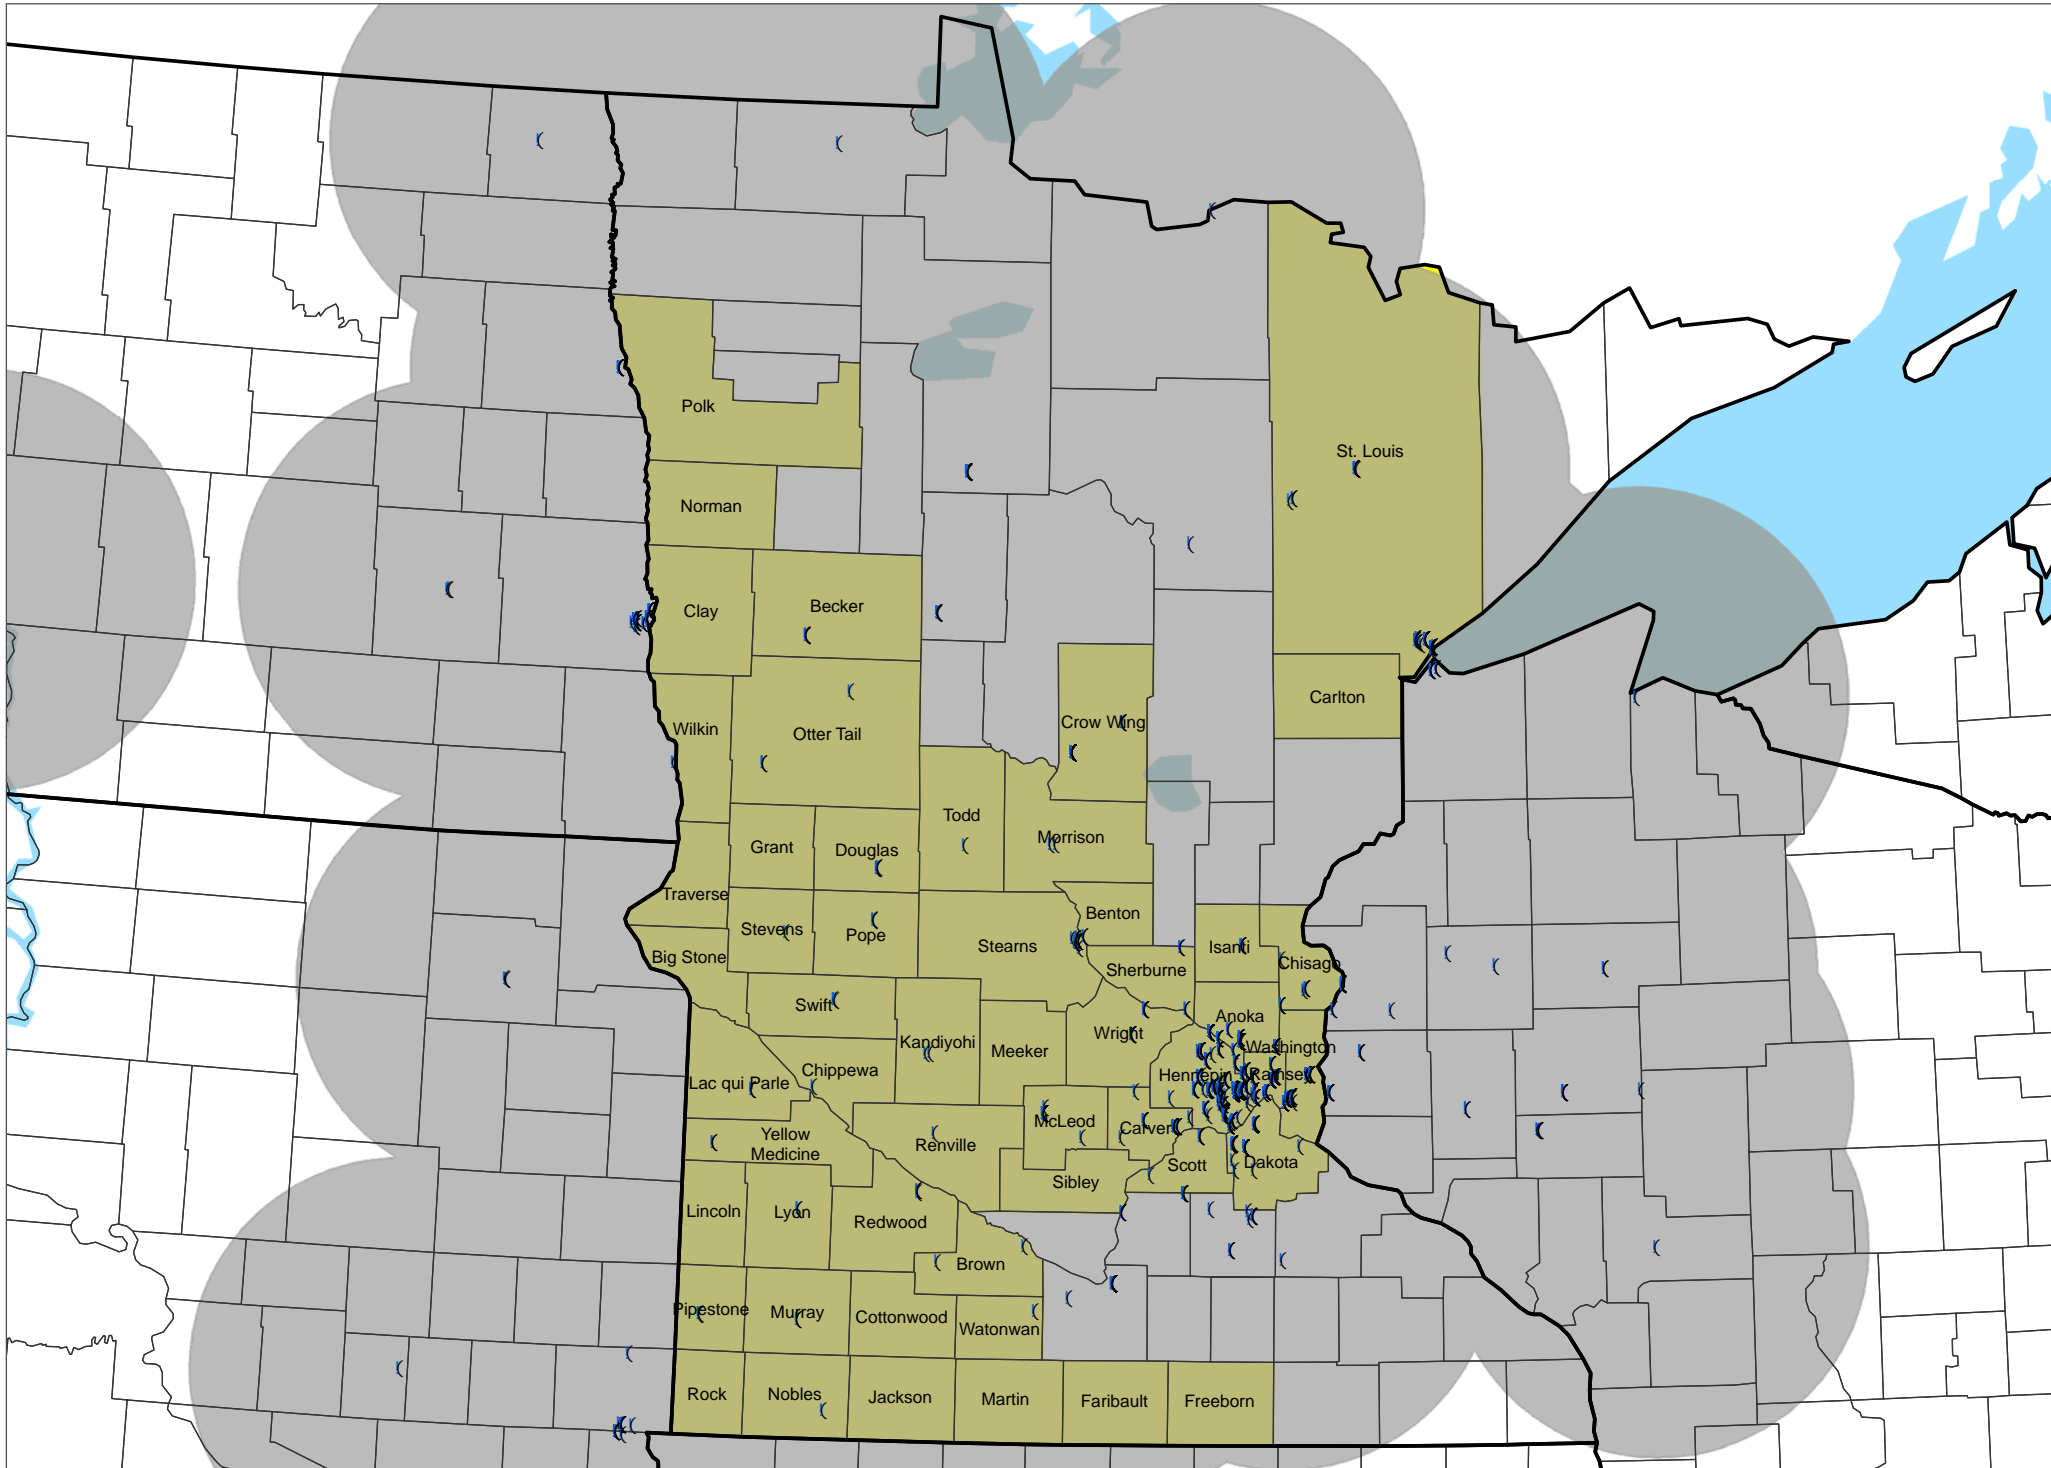 Polk
St. Louis
Norman
Clay
Becker
Carlton
Wilkin
Otter Tail
Crow Wing
Todd
Morrison
Grant
Douglas
Traverse
Benton
Stevens
Pope
Stearns
Isanti
Big Stone
Sherburne
Chisago
Swift
Anoka
Wright
Kandiyohi
Meeker
Washington
Chippewa
Hennepin
Ramsey
Lac qui Parle
McLeod
Carver
Yellow
Medicine
Renville
Scott
Dakota
Sibley
Lincoln
Lyon
Redwood
Brown
Pipestone
Murray
Cottonwood
Watonwan
Rock
Nobles
Jackson
Martin
Faribault
Freeborn